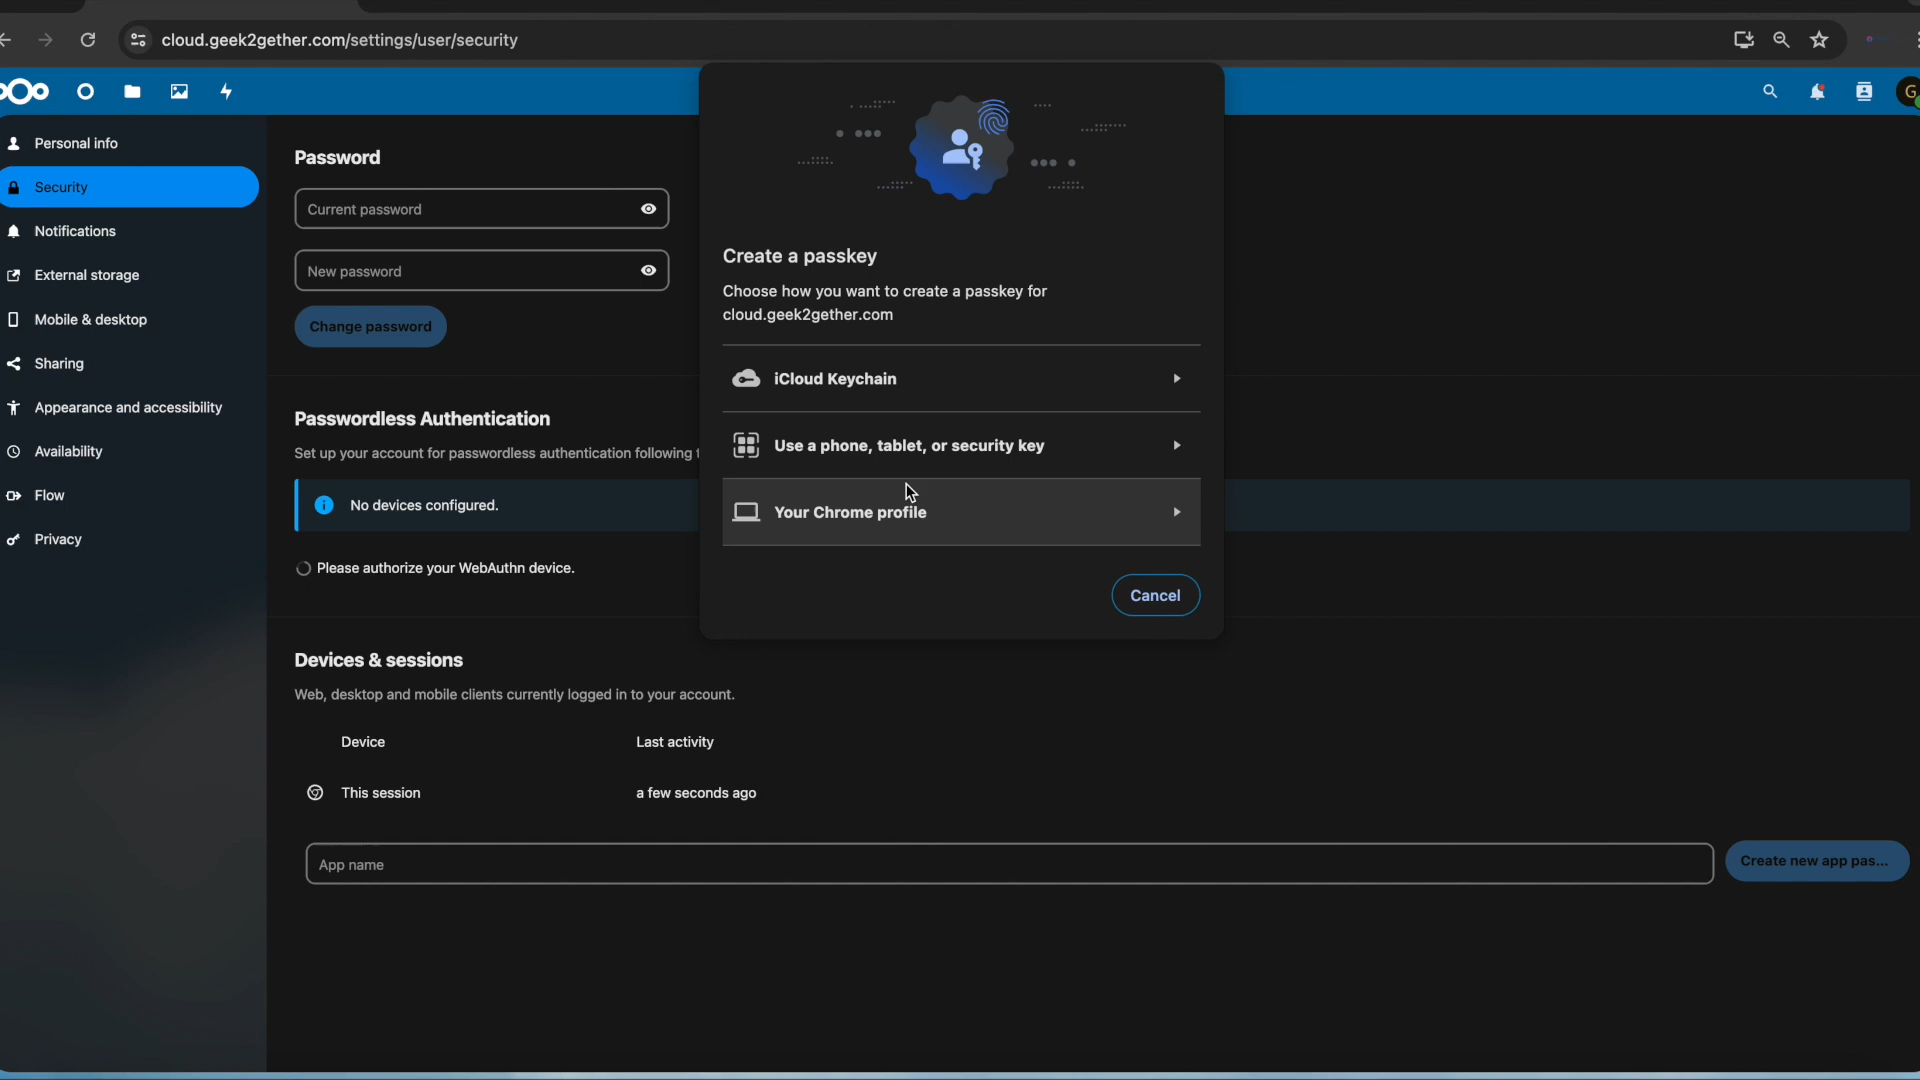 cloud.geek2gether.com/settings/user/security
G
Personal info
Security
Notifications
External storage
Mobile & desktop
Sharing
Appearance and accessibility
Availability
Flow
Privacy
Password
Current password
New password
Change password
Passwordless Authentication
Set up your account for passwordless authentication following
No devices configured.
Please authorize your WebAuthn device.
Devices & sessions
Web, desktop and mobile clients currently logged in to your account.
Device Last activity
This session a few seconds ago
App name
Create new app pas...
Create a passkey
Choose how you want to create a passkey for
cloud.geek2gether.com
iCloud Keychain
Use a phone, tablet, or security key
Your Chrome profile
Cancel